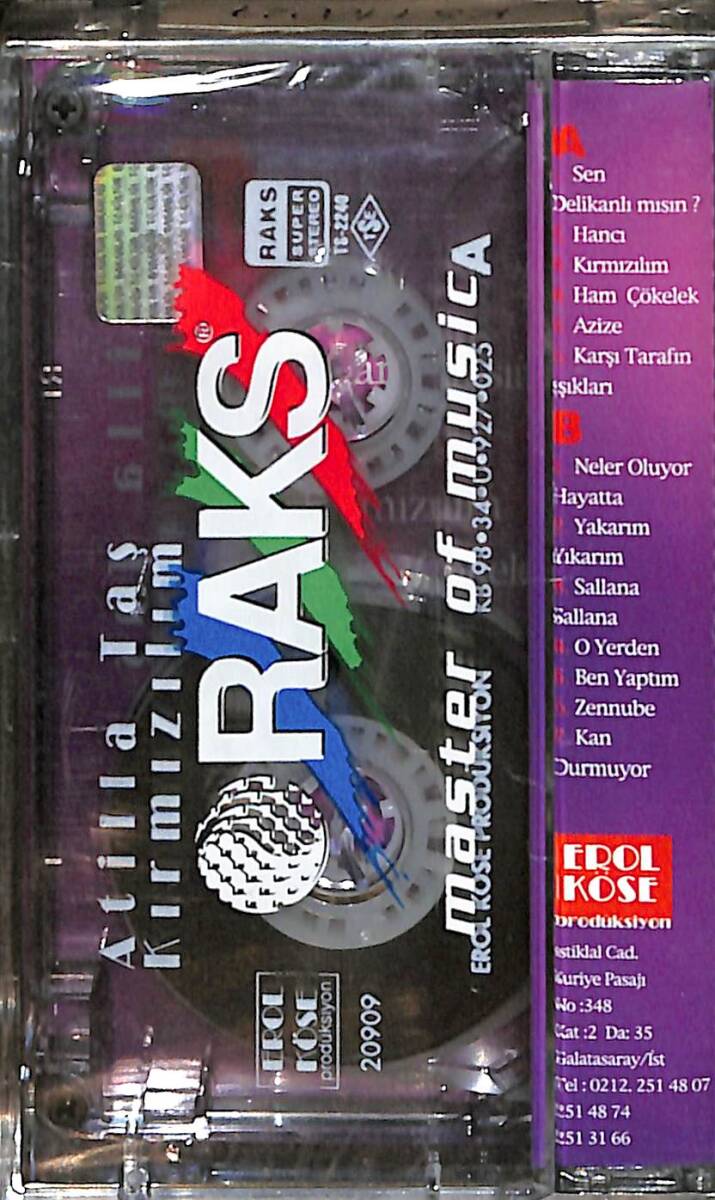 Atilla Taş
Kırmızılım
RAKS
SUPER
STEREO
TS-2240
TSE
RAKS®
master of music
A
KB 98•34•U•927•025
EROL KÖSE PRODÜKSİYON
EROL
KÖSE
prodüksiyon
20909
A
Sen
Delikanlı mısın ?
Hancı
Kırmızılım
Ham Çökelek
Azize
Karşı Tarafın
şıkları
B
Neler Oluyor
Hayatta
Yakarım
Yıkarım
Sallana
Sallana
O Yerden
Ben Yaptım
Zennube
Kan
Durmuyor
EROL
KÖSE
prodüksiyon
stiklal Cad.
Kuriye Pasajı
No :348
Kat :2 Da: 35
Galatasaray/İst
Tel : 0212. 251 48 07
251 48 74
251 31 66